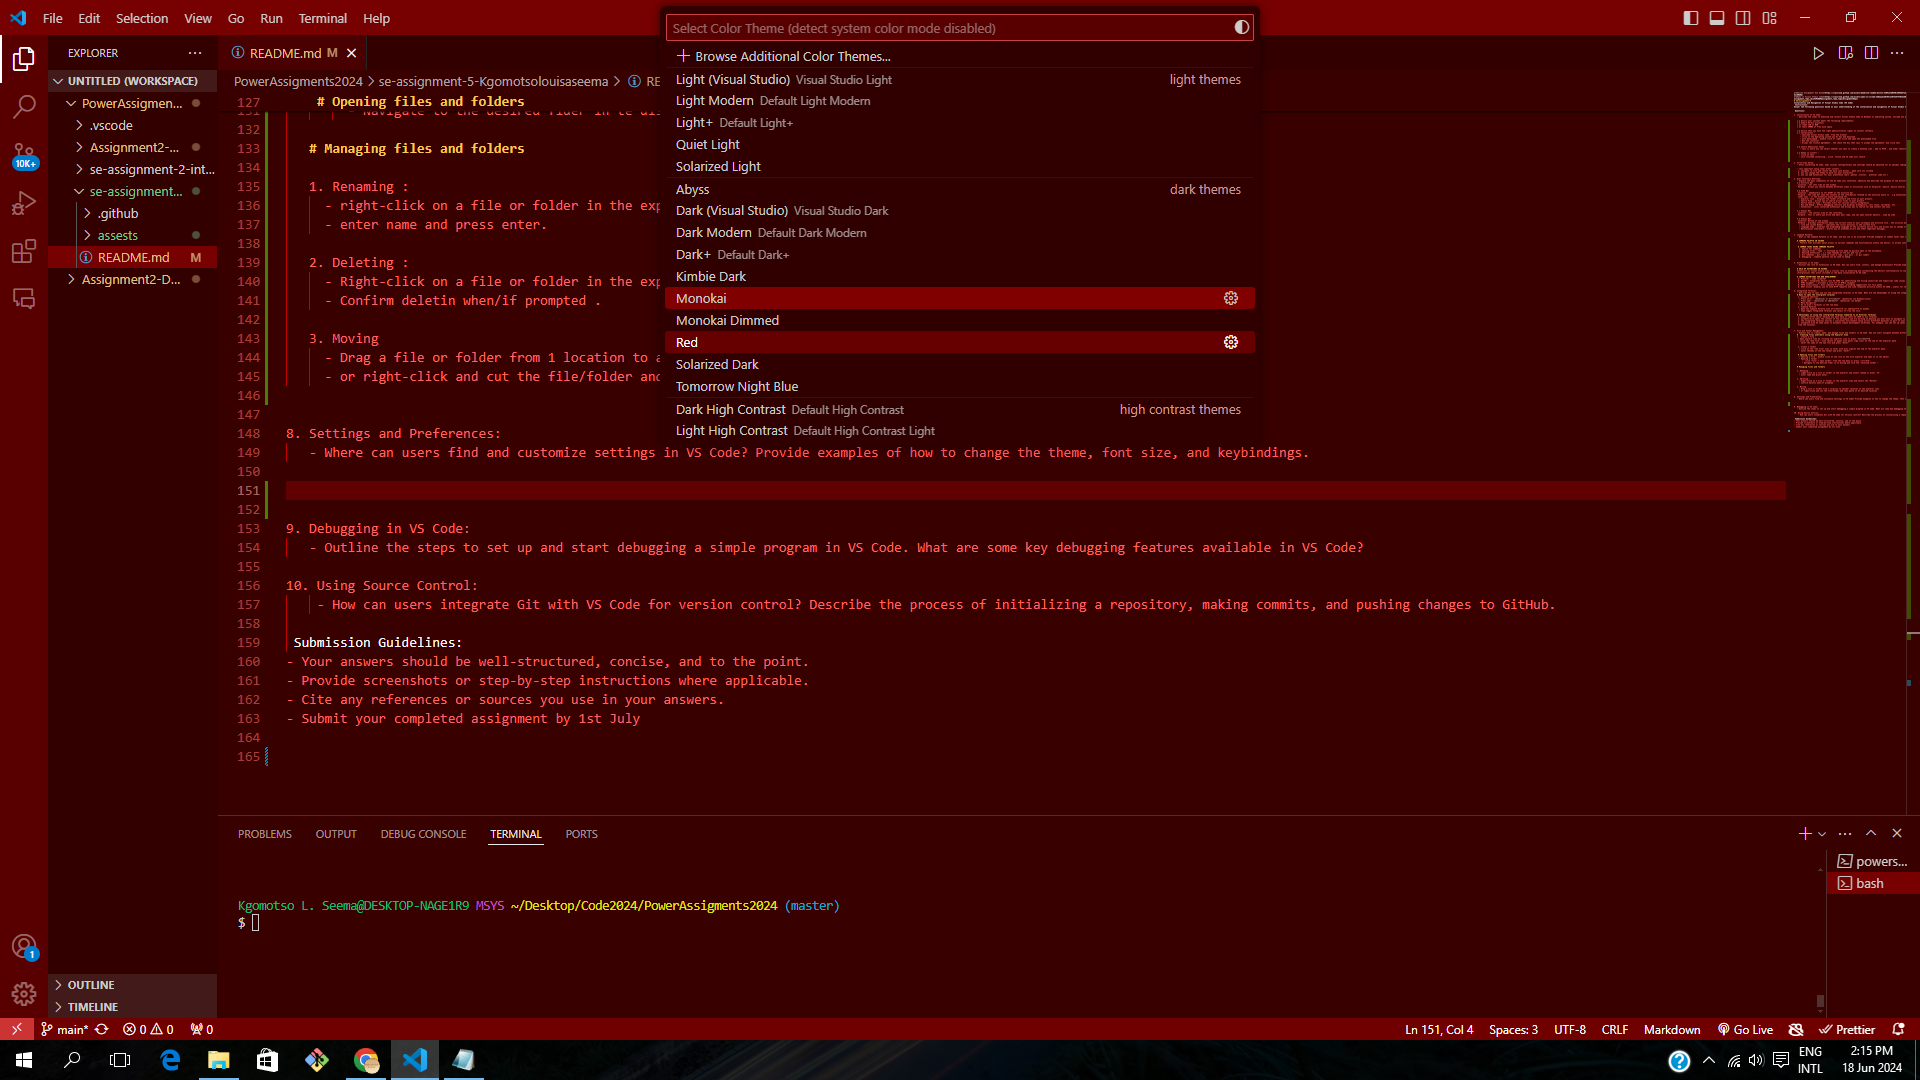 File Edit Selection View Go Run Terminal Help
Select Color Theme (detect system color mode disabled)
Browse Additional Color Themes...
Light (Visual Studio) Visual Studio Light light themes
Light Modern Default Light Modern
Light+ Default Light+
Quiet Light
Solarized Light
Abyss dark themes
Dark (Visual Studio) Visual Studio Dark
Dark Modern Default Dark Modern
Dark+ Default Dark+
Kimbie Dark
Monokai
Monokai Dimmed
Red
Solarized Dark
Tomorrow Night Blue
Dark High Contrast Default High Contrast high contrast themes
Light High Contrast Default High Contrast Light
EXPLORER
UNTITLED (WORKSPACE)
PowerAssigmen...
.vscode
Assignment2-...
se-assignment-2-int...
se-assignment...
.github
assests
README.md M
Assignment2-D...
OUTLINE
TIMELINE
10K+
1
README.md M
PowerAssigments2024 > se-assignment-5-Kgomotsolouisaseema > RE
127 # Opening files and folders
131 - Navigate to the desired flder in te dis
132
133 # Managing files and folders
134
135 1. Renaming :
136 - right-click on a file or folder in the exp
137 - enter name and press enter.
138
139 2. Deleting :
140 - Right-click on a file or folder in the exp
141 - Confirm deletin when/if prompted .
142
143 3. Moving
144 - Drag a file or folder from 1 location to a
145 - or right-click and cut the file/folder and
146
147
148 8. Settings and Preferences:
149 - Where can users find and customize settings in VS Code? Provide examples of how to change the theme, font size, and keybindings.
150
151
152
153 9. Debugging in VS Code:
154 - Outline the steps to set up and start debugging a simple program in VS Code. What are some key debugging features available in VS Code?
155
156 10. Using Source Control:
157 - How can users integrate Git with VS Code for version control? Describe the process of initializing a repository, making commits, and pushing changes to GitHub.
158
159 Submission Guidelines:
160 - Your answers should be well-structured, concise, and to the point.
161 - Provide screenshots or step-by-step instructions where applicable.
162 - Cite any references or sources you use in your answers.
163 - Submit your completed assignment by 1st July
164
165
PROBLEMS OUTPUT DEBUG CONSOLE TERMINAL PORTS
powers...
bash
Kgomotso L. Seema@DESKTOP-NAGE1R9 MSYS ~/Desktop/Code2024/PowerAssigments2024 (master)
$
main* 0 0 0 Ln 151, Col 4 Spaces: 3 UTF-8 CRLF Markdown Go Live Prettier
ENG
INTL
2:15 PM
18 Jun 2024